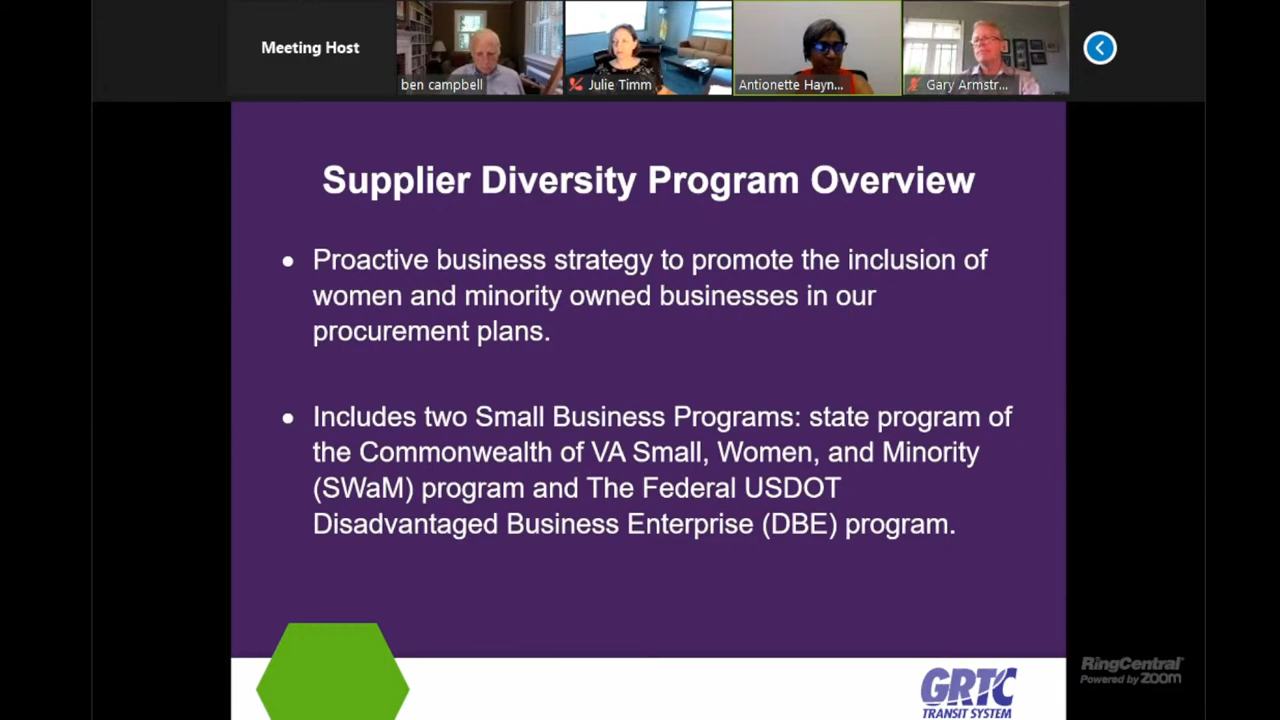 Meeting Host
ben campbell
Julie Timm
Antionette Hayn...
Gary Armstr...
Supplier Diversity Program Overview
• Proactive business strategy to promote the inclusion of
women and minority owned businesses in our
procurement plans.
• Includes two Small Business Programs: state program of
the Commonwealth of VA Small, Women, and Minority
(SWaM) program and The Federal USDOT
Disadvantaged Business Enterprise (DBE) program.
GRTC
TRANSIT SYSTEM
RingCentral
Powered by zoom